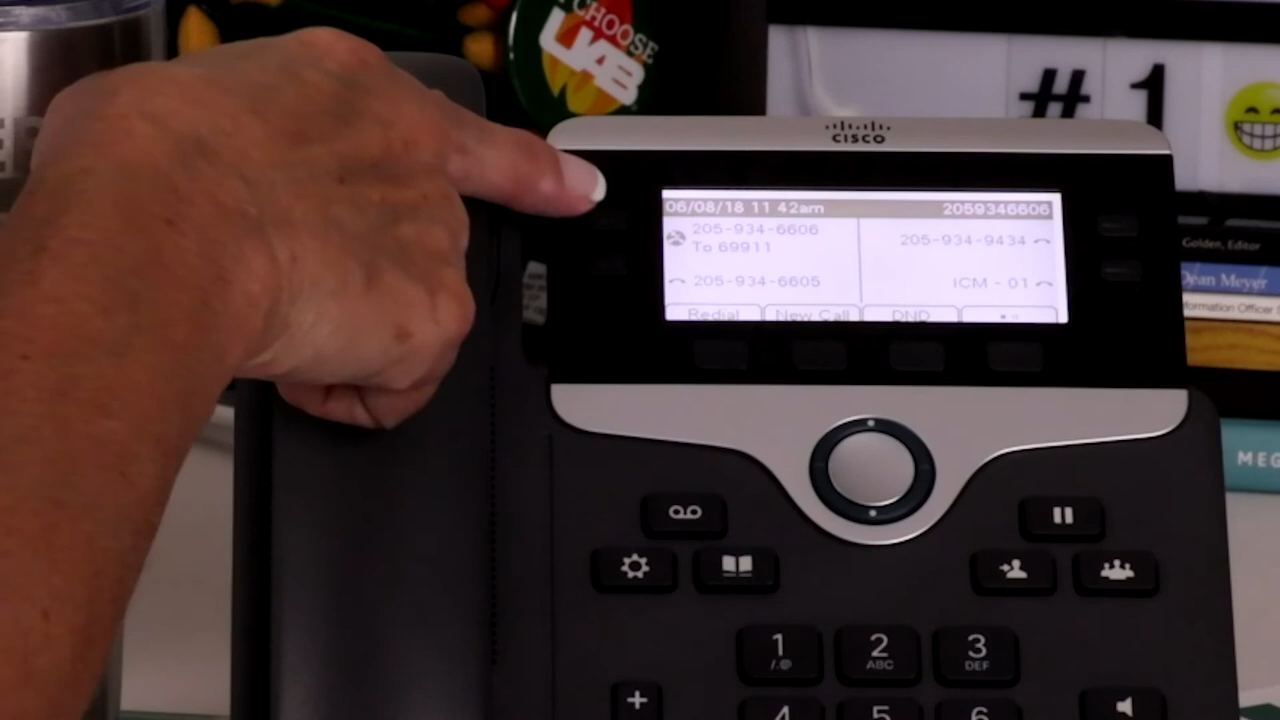 I CHOOSE
UAB
# 1
CISCO
06/08/18 11 42am
2059346606
205-934-6606
To 69911
205-934-9434
205-934-6605
ICM - 01
Redial
New Call
DND
Golden, Editor
Dean Meyer
formation Officer
MEG
1
/.@
2
ABC
3
DEF
+
4
5
6